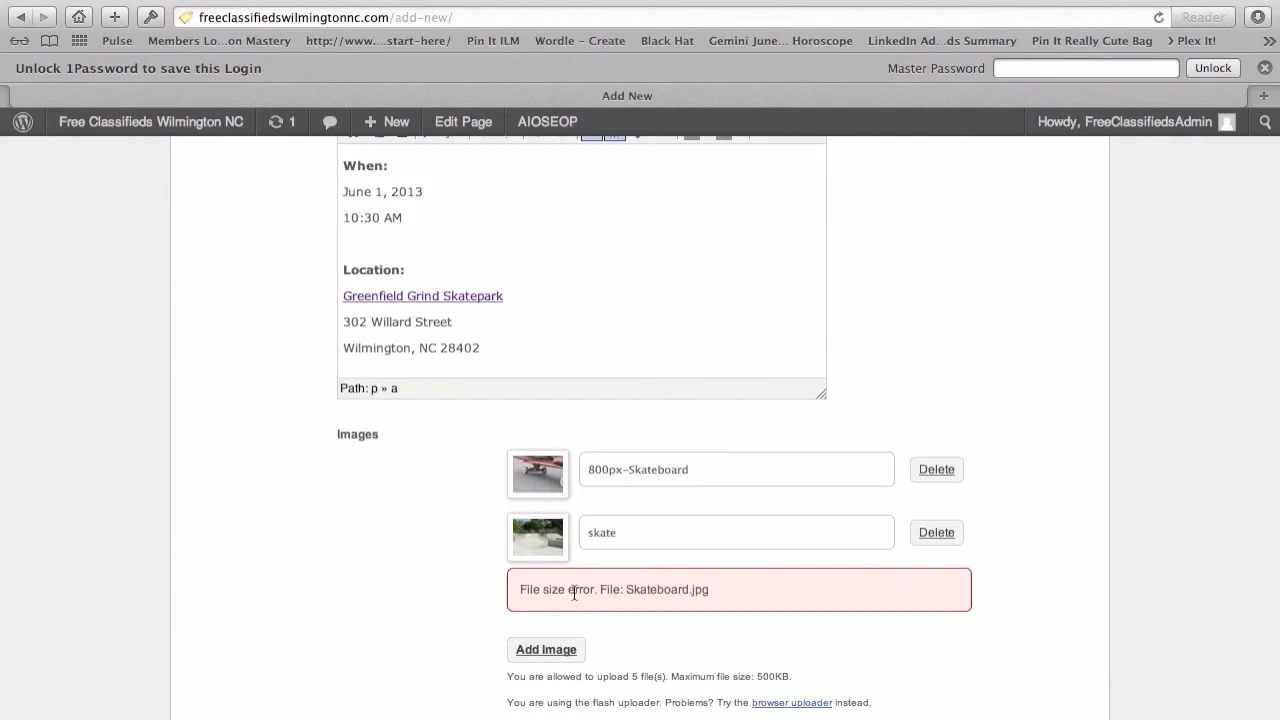 freeclassifiedswilmingtonnc.com/add-new/ Reader
Pulse Members Lo...on Mastery http://www....start-here/ Pin It ILM Wordle – Create Black Hat Gemini June... Horoscope LinkedIn Ad...ds Summary Pin It Really Cute Bag > Plex It! >>
Unlock 1Password to save this Login Master Password Unlock
Add New
Free Classifieds Wilmington NC 1 New Edit Page AIOSEOP Howdy, FreeClassifiedsAdmin
When:
June 1, 2013
10:30 AM
Location:
Greenfield Grind Skatepark
302 Willard Street
Wilmington, NC 28402
Path: p » a
Images
800px-Skateboard Delete
skate Delete
File size error. File: Skateboard.jpg
Add Image
You are allowed to upload 5 file(s). Maximum file size: 500KB.
You are using the flash uploader. Problems? Try the browser uploader instead.